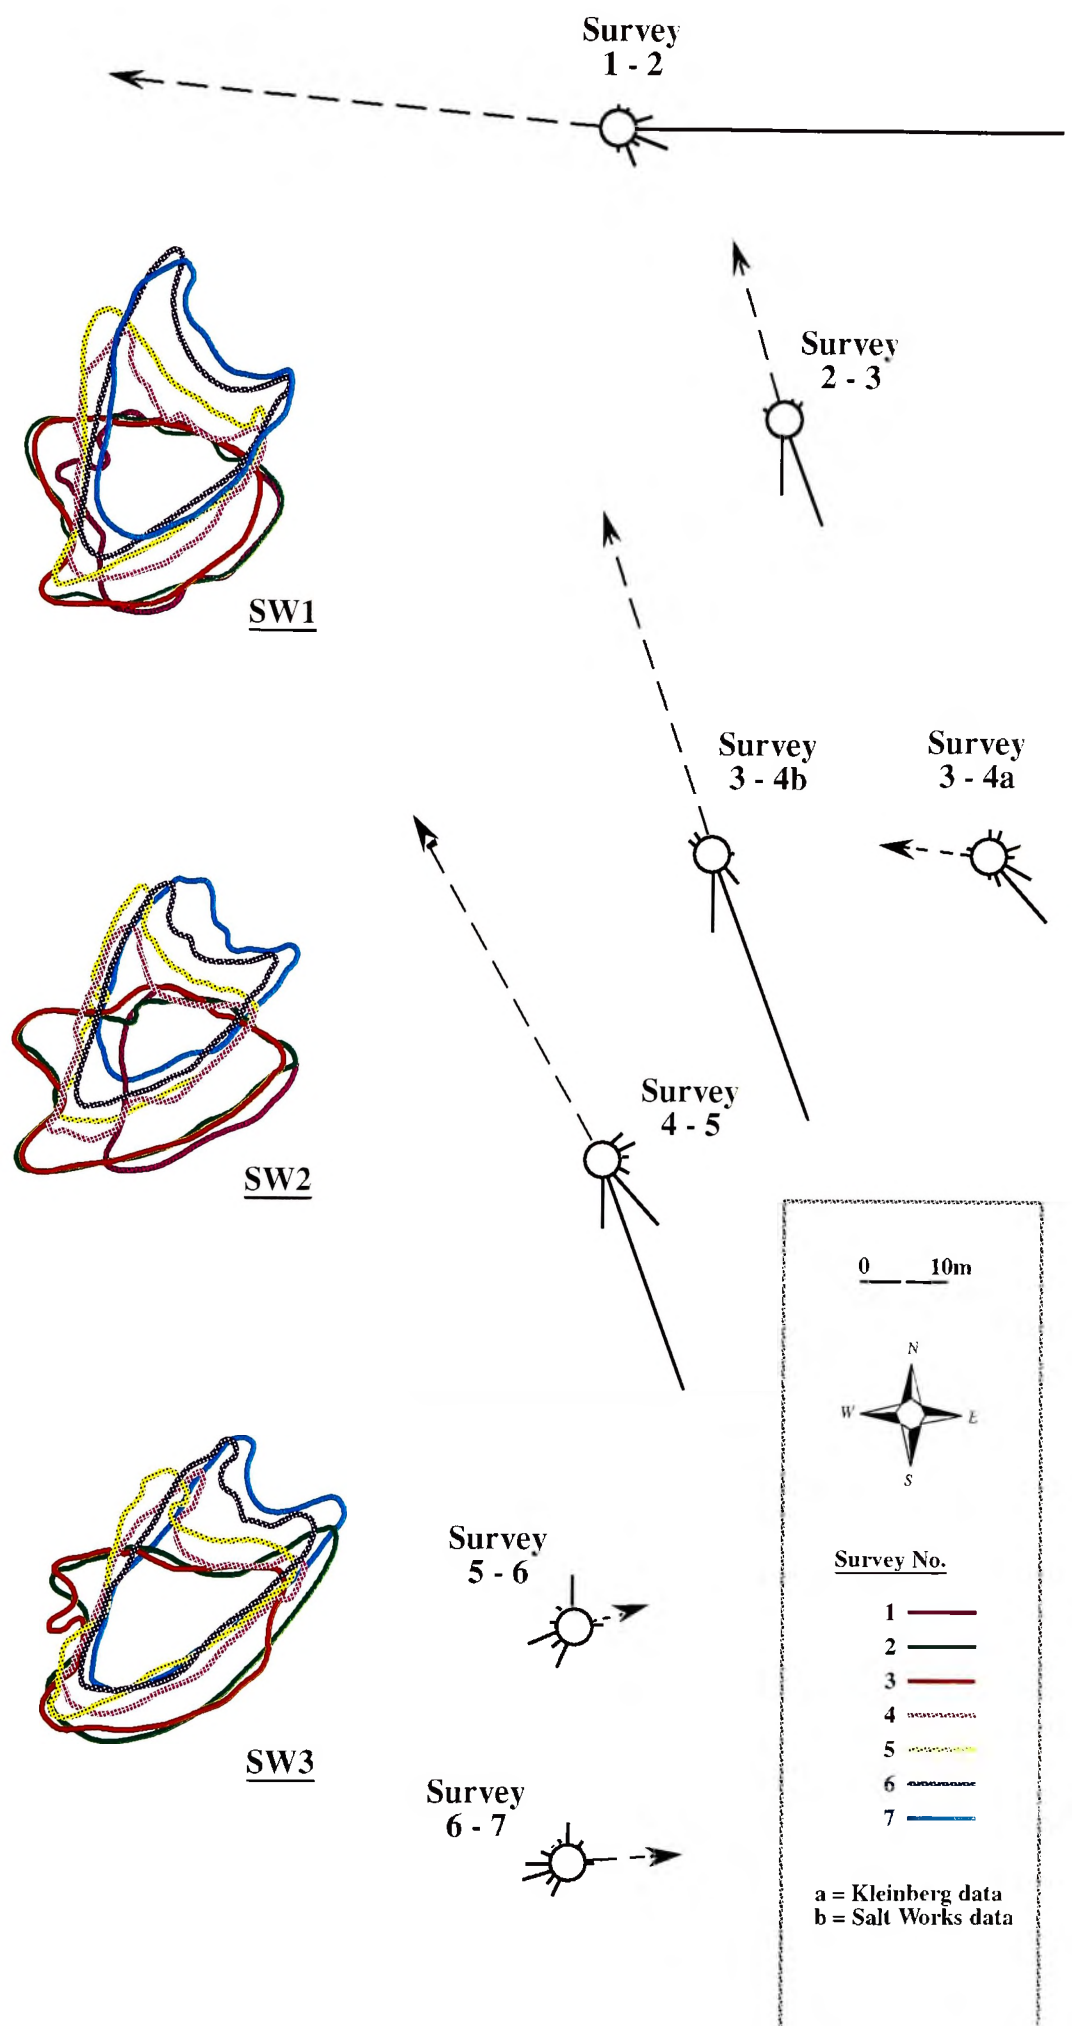 Survey
1 - 2
Survey
2 - 3
SW1
Survey
3 - 4b
Survey
3 - 4a
Survey
4 - 5
SW2
0 10m
N
W E
S
Survey
5 - 6
Survey No.
1
2
3
4
5
6
7
SW3
Survey
6 - 7
a = Kleinberg data
b = Salt Works data